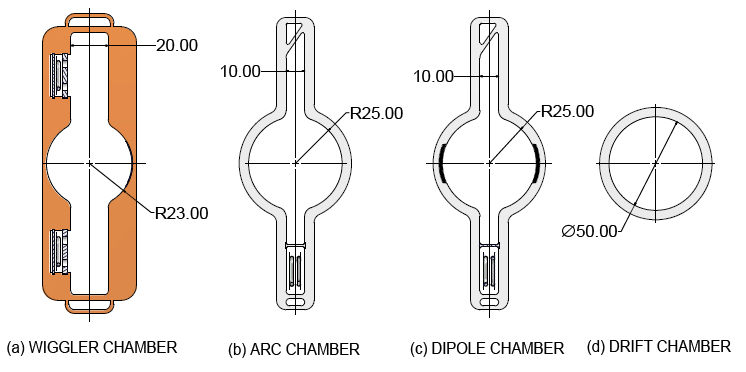 20.00
10.00
10.00
R25.00
R25.00
R23.00
Ø50.00
(a) WIGGLER CHAMBER
(b) ARC CHAMBER
(c) DIPOLE CHAMBER
(d) DRIFT CHAMBER